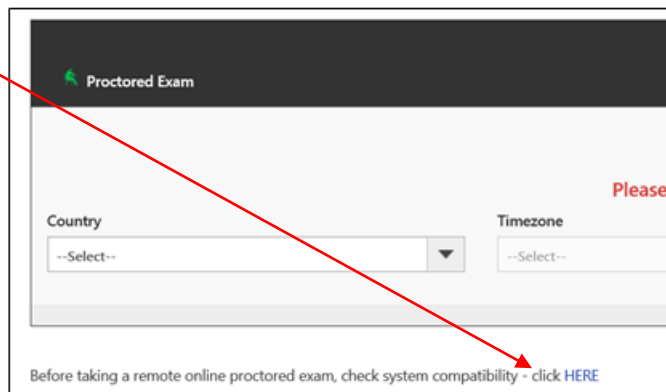 Proctored Exam
Please
Country Timezone
--Select-- --Select--
Before taking a remote online proctored exam, check system compatibility - click HERE